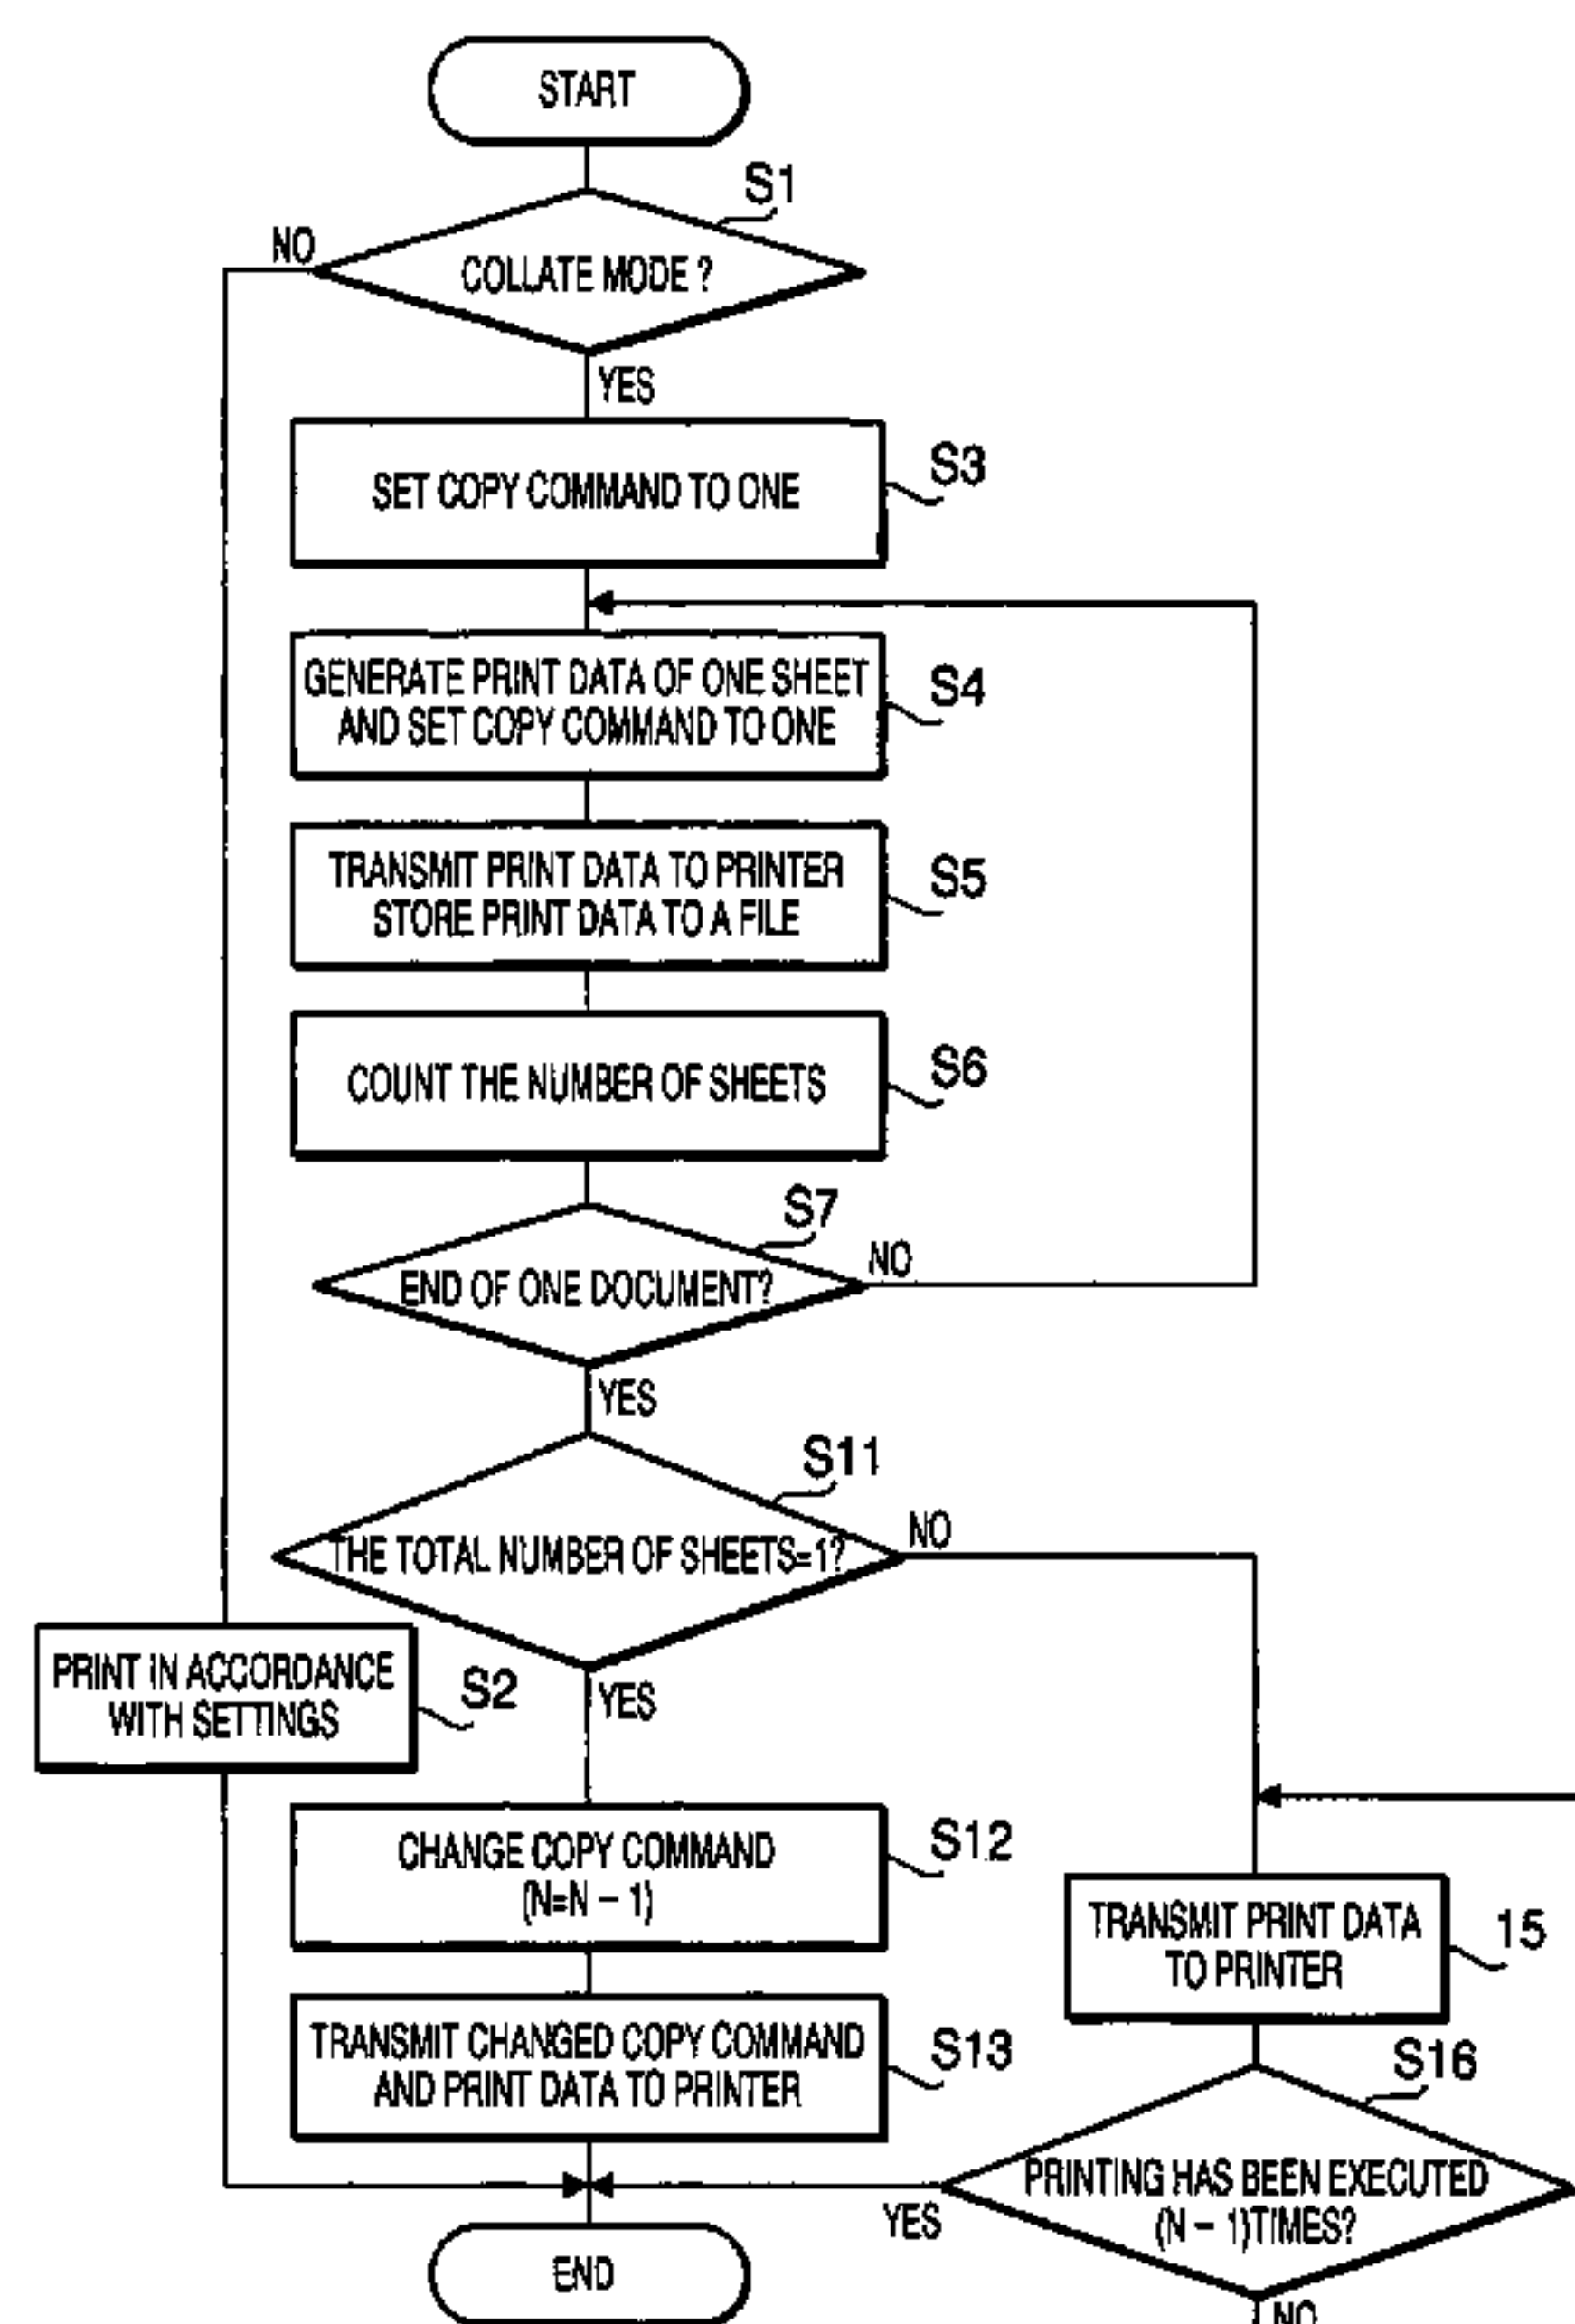 START
S1
NO
COLLATE MODE ?
YES
SET COPY COMMAND TO ONE
S3
GENERATE PRINT DATA OF ONE SHEET
AND SET COPY COMMAND TO ONE
S4
TRANSMIT PRINT DATA TO PRINTER
STORE PRINT DATA TO A FILE
S5
COUNT THE NUMBER OF SHEETS
S6
S7
END OF ONE DOCUMENT?
NO
YES
S11
THE TOTAL NUMBER OF SHEETS=1?
NO
YES
PRINT IN ACCORDANCE
WITH SETTINGS
S2
CHANGE COPY COMMAND
(N=N − 1)
S12
TRANSMIT PRINT DATA
TO PRINTER
15
TRANSMIT CHANGED COPY COMMAND
AND PRINT DATA TO PRINTER
S13
S16
PRINTING HAS BEEN EXECUTED
(N − 1)TIMES?
YES
END
NO